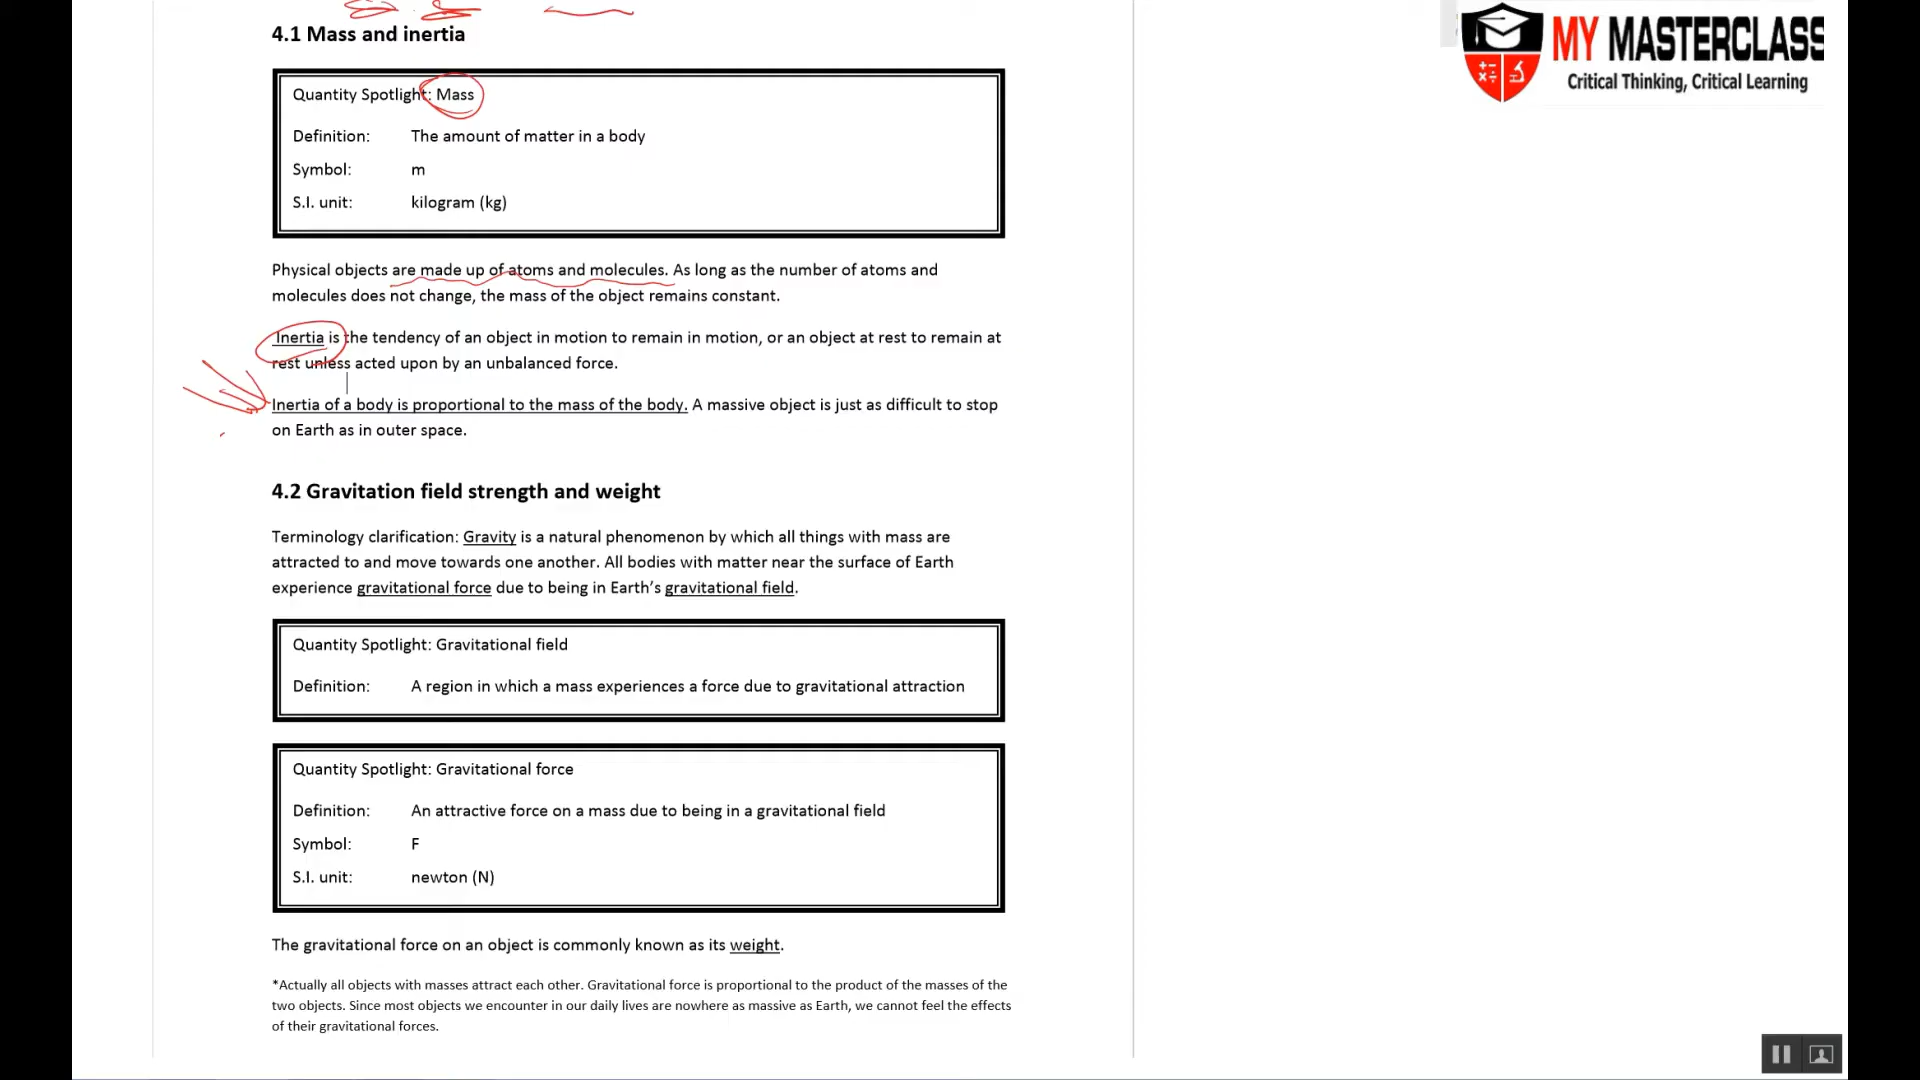 4.1 Mass and inertia
MY MASTERCLASS
Critical Thinking, Critical Learning
Quantity Spotlight: Mass
Definition: The amount of matter in a body
Symbol: m
S.I. unit: kilogram (kg)
Physical objects are made up of atoms and molecules. As long as the number of atoms and
molecules does not change, the mass of the object remains constant.
Inertia is the tendency of an object in motion to remain in motion, or an object at rest to remain at
rest unless acted upon by an unbalanced force.
Inertia of a body is proportional to the mass of the body. A massive object is just as difficult to stop
on Earth as in outer space.
4.2 Gravitation field strength and weight
Terminology clarification: Gravity is a natural phenomenon by which all things with mass are
attracted to and move towards one another. All bodies with matter near the surface of Earth
experience gravitational force due to being in Earth’s gravitational field.
Quantity Spotlight: Gravitational field
Definition: A region in which a mass experiences a force due to gravitational attraction
Quantity Spotlight: Gravitational force
Definition: An attractive force on a mass due to being in a gravitational field
Symbol: F
S.I. unit: newton (N)
The gravitational force on an object is commonly known as its weight.
*Actually all objects with masses attract each other. Gravitational force is proportional to the product of the masses of the
two objects. Since most objects we encounter in our daily lives are nowhere as massive as Earth, we cannot feel the effects
of their gravitational forces.